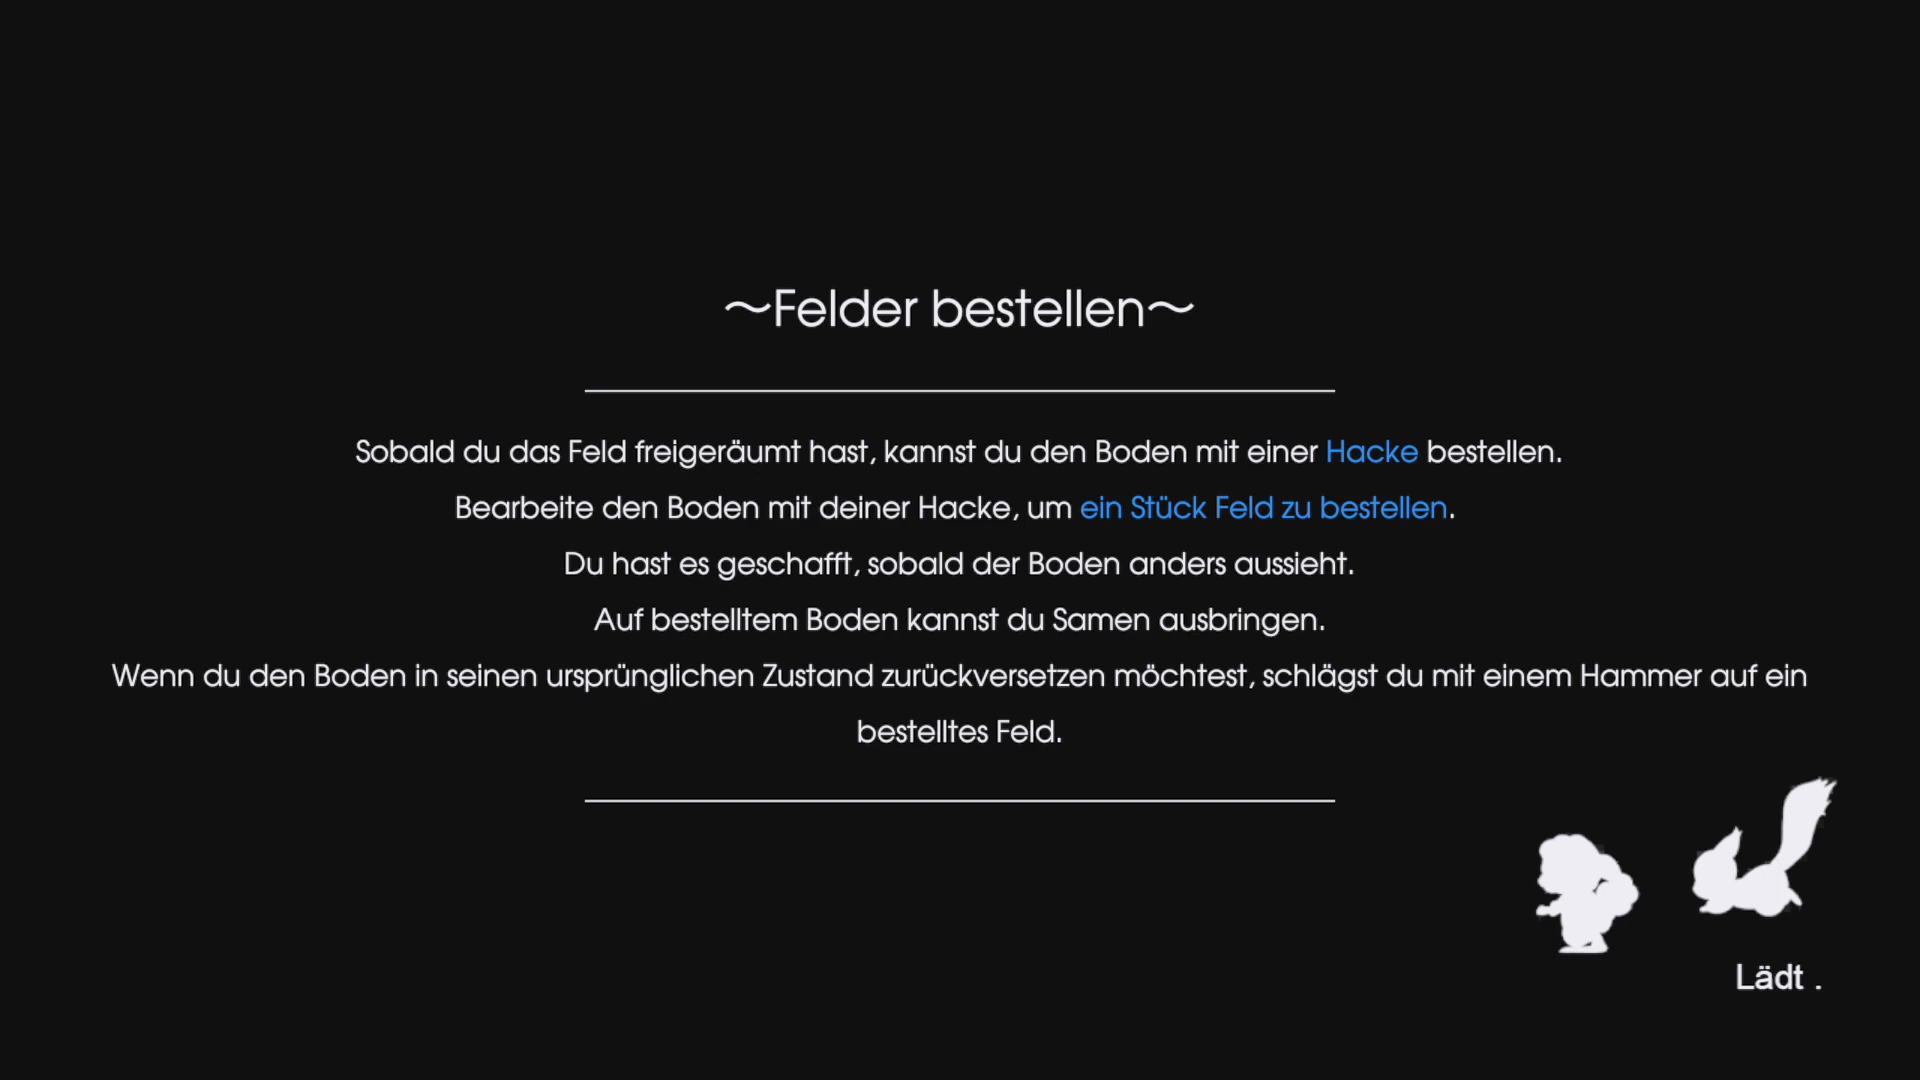 ～Felder bestellen～
Sobald du das Feld freigeräumt hast, kannst du den Boden mit einer Hacke bestellen.
Bearbeite den Boden mit deiner Hacke, um ein Stück Feld zu bestellen.
Du hast es geschafft, sobald der Boden anders aussieht.
Auf bestelltem Boden kannst du Samen ausbringen.
Wenn du den Boden in seinen ursprünglichen Zustand zurückversetzen möchtest, schlägst du mit einem Hammer auf ein
bestelltes Feld.
Lädt .